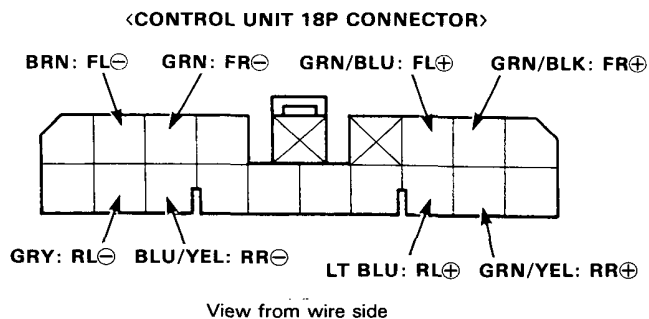 <CONTROL UNIT 18P CONNECTOR>
BRN: FL⊖ GRN: FR⊖ GRN/BLU: FL⊕ GRN/BLK: FR⊕
GRY: RL⊖ BLU/YEL: RR⊖ LT BLU: RL⊕ GRN/YEL: RR⊕
View from wire side